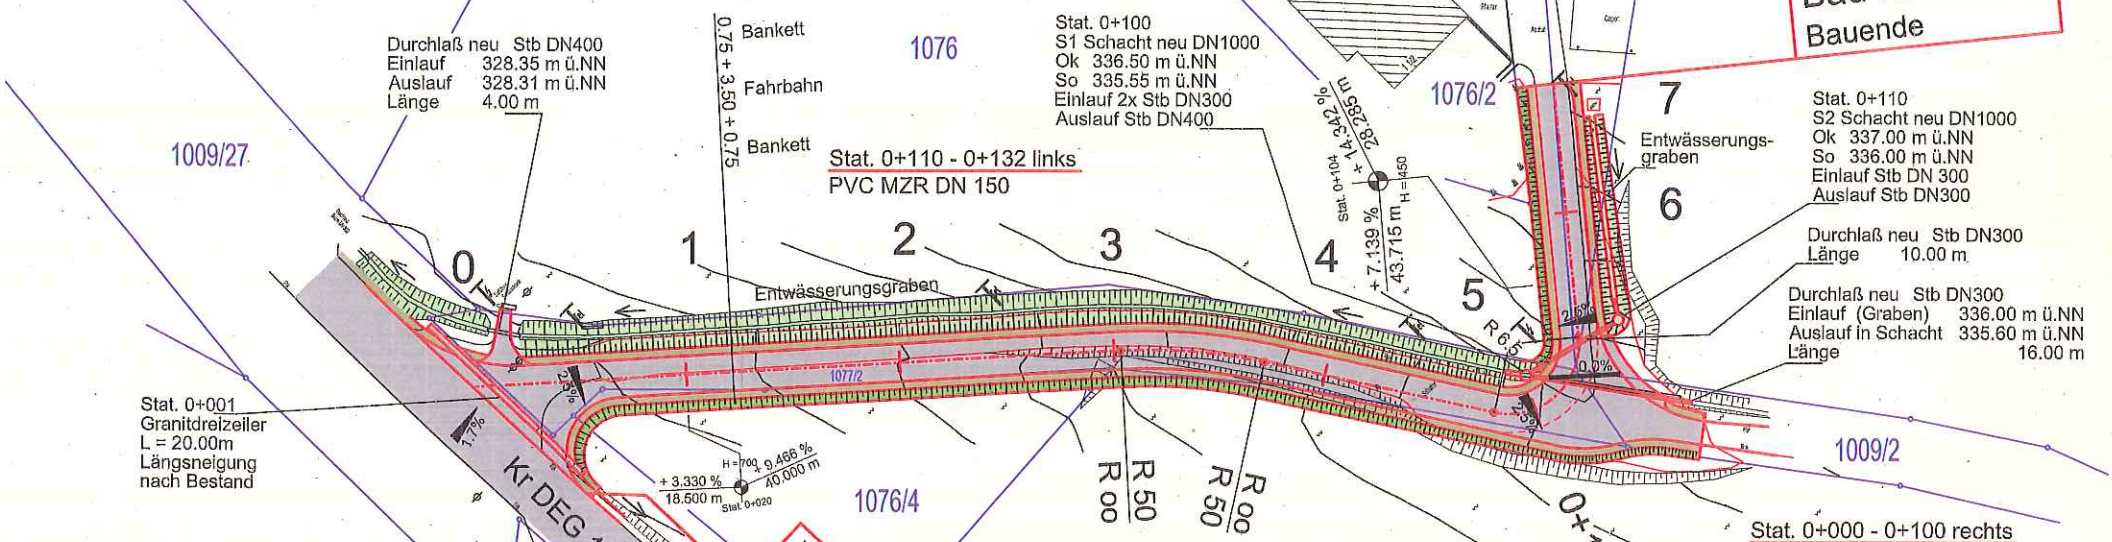 Durchlaß neu Stb DN400
Einlauf 328.35 m ü.NN
Auslauf 328.31 m ü.NN
Länge 4.00 m
0.75 + 3.50 + 0.75
Bankett
Fahrbahn
Bankett
1076
Stat. 0+100
S1 Schacht neu DN1000
Ok 336.50 m ü.NN
So 335.55 m ü.NN
Einlauf 2x Stb DN300
Auslauf Stb DN400
Stat. 0+110 - 0+132 links
PVC MZR DN 150
1009/27
1076/2
Bauende
7
Entwässerungs-
graben
6
Stat. 0+110
S2 Schacht neu DN1000
Ok 337.00 m ü.NN
So 336.00 m ü.NN
Einlauf Stb DN 300
Auslauf Stb DN300
Durchlaß neu Stb DN300
Länge 10.00 m
Durchlaß neu Stb DN300
Einlauf (Graben) 336.00 m ü.NN
Auslauf in Schacht 335.60 m ü.NN
Länge 16.00 m
+ 14.342 %
28.285 m
Stat. 0+104
H = 450
+ 7.139 %
43.715 m
0
1
2
3
4
5
Entwässerungsgraben
R 6.5
2.5%
0.0%
2.5%
2.5%
1.7%
1077/2
Stat. 0+001
Granitdreizeiler
L = 20.00m
Längsneigung
nach Bestand
Kr DEG
+ 3.330 %
18.500 m
H = 700
+ 9.466 %
40.000 m
Stat. 0+020
1076/4
R 50
R oo
R oo
R 50
1009/2
Stat. 0+000 - 0+100 rechts